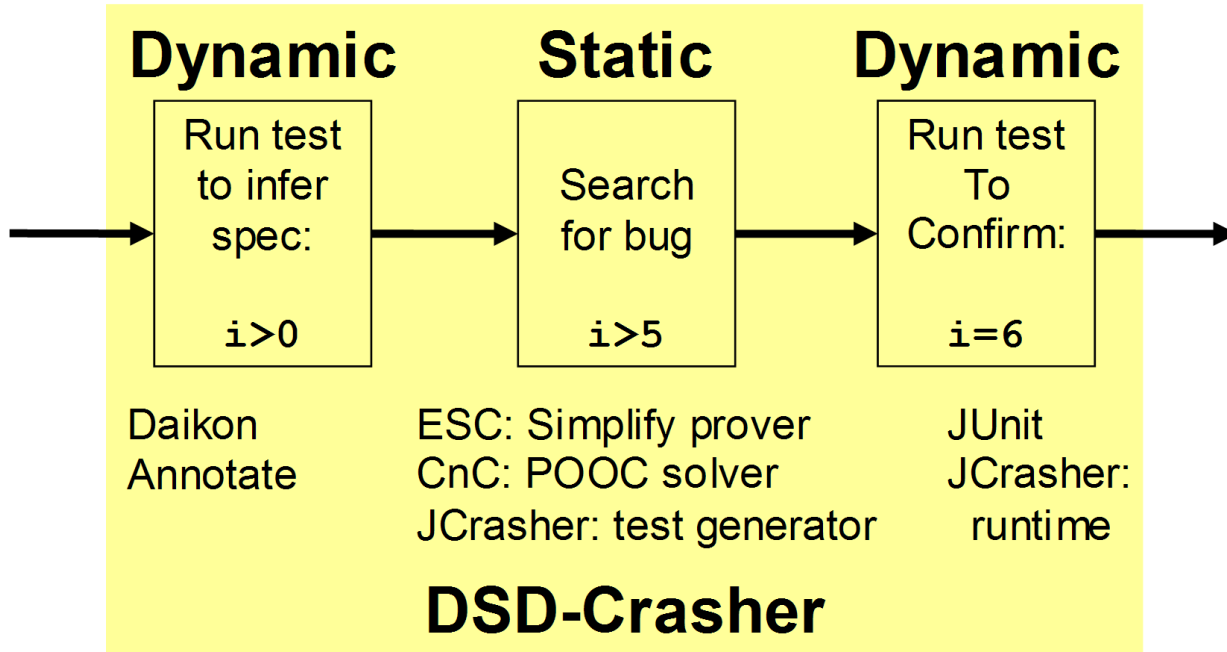 Dynamic
Static
Dynamic
Run test
to infer
spec:
i>0
Search
for bug
i>5
Run test
To
Confirm:
i=6
Daikon
Annotate
ESC: Simplify prover
CnC: POOC solver
JCrasher: test generator
JUnit
JCrasher:
runtime
DSD-Crasher